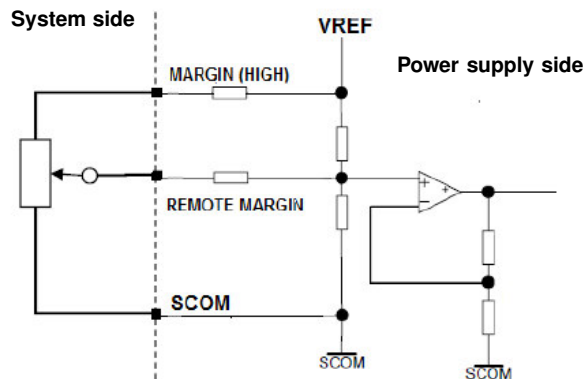 System side
VREF
MARGIN (HIGH)
Power supply side
REMOTE MARGIN
SCOM
SCOM
SCOM